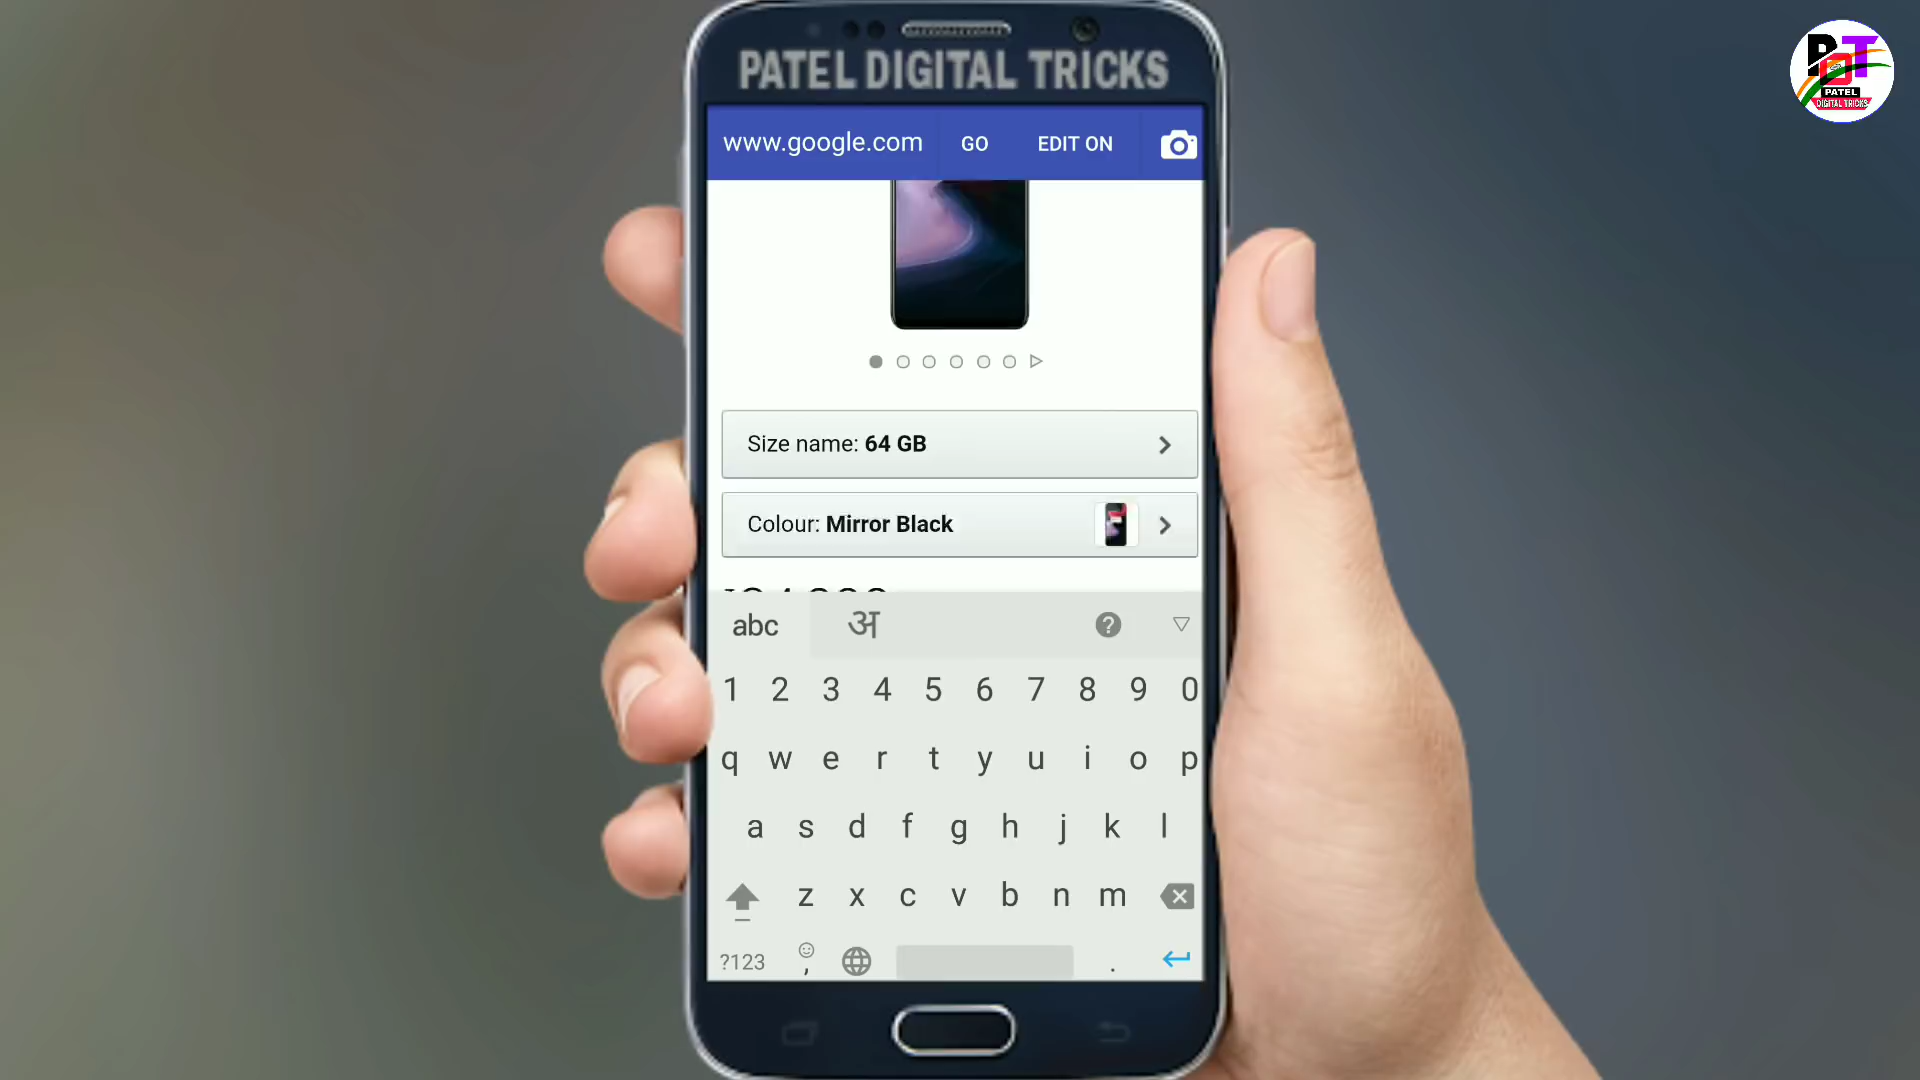 PATEL DIGITAL TRICKS
PDT
PATEL
DIGITAL TRICKS
www.google.com GO EDIT ON
Size name: 64 GB
Colour: Mirror Black
abc अ ?
1 2 3 4 5 6 7 8 9 0
q w e r t y u i o p
a s d f g h j k l
z x c v b n m
?123 , .